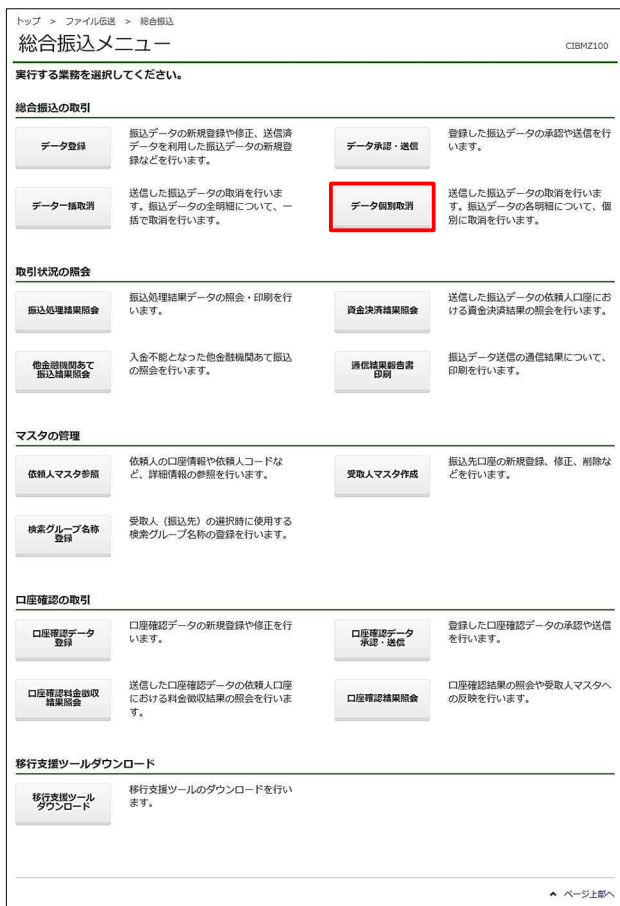 トップ > ファイル伝送 > 総合振込
総合振込メニュー
CIBMZ100
実行する業務を選択してください。
総合振込の取引
データ登録
振込データの新規登録や修正、送信済
データを利用した振込データの新規登
録などを行います。
データ承認・送信
登録した振込データの承認や送信を行
います。
データ一括取消
送信した振込データの取消を行いま
す。振込データの全明細について、一
括で取消を行います。
データ個別取消
送信した振込データの取消を行いま
す。振込データの各明細について、個
別に取消を行います。
取引状況の照会
振込処理結果照会
振込処理結果データの照会・印刷を行
います。
資金決済結果照会
送信した振込データの依頼人口座にお
ける資金決済結果の照会を行います。
他金融機関あて
振込結果照会
入金不能となった他金融機関あて振込
の照会を行います。
通信結果報告書
印刷
振込データ送信の通信結果について、
印刷を行います。
マスタの管理
依頼人マスタ参照
依頼人の口座情報や依頼人コードな
ど、詳細情報の参照を行います。
受取人マスタ作成
振込先口座の新規登録、修正、削除な
どを行います。
検索グループ名称
登録
受取人（振込先）の選択時に使用する
検索グループ名称の登録を行います。
口座確認の取引
口座確認データ
登録
口座確認データの新規登録や修正を行
います。
口座確認データ
承認・送信
登録した口座確認データの承認や送信
を行います。
口座確認料金徴収
結果照会
送信した口座確認データの依頼人口座
における料金徴収結果の照会を行いま
す。
口座確認結果照会
口座確認結果の照会や受取人マスタへ
の反映を行います。
移行支援ツールダウンロード
移行支援ツール
ダウンロード
移行支援ツールのダウンロードを行い
ます。
ページ上部へ